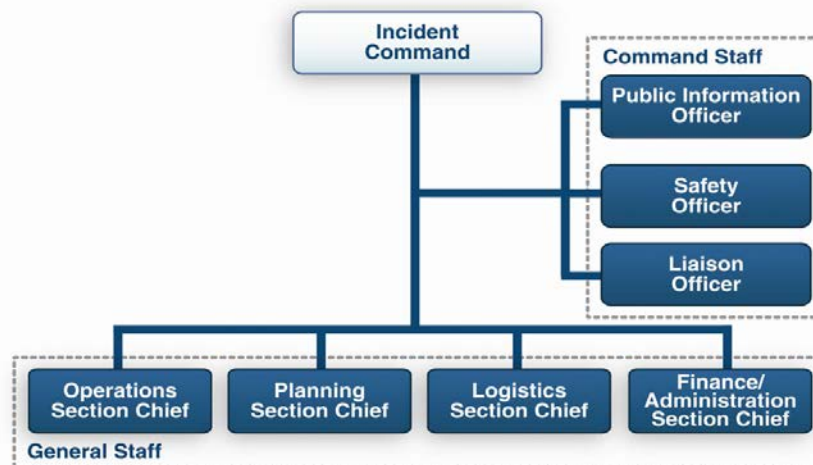 Incident
Command
Command Staff
Public Information
Officer
Safety
Officer
Liaison
Officer
Operations
Section Chief
Planning
Section Chief
Logistics
Section Chief
Finance/
Administration
Section Chief
General Staff